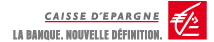 CAISSE D'EPARGNE
LA BANQUE. NOUVELLE DÉFINITION.